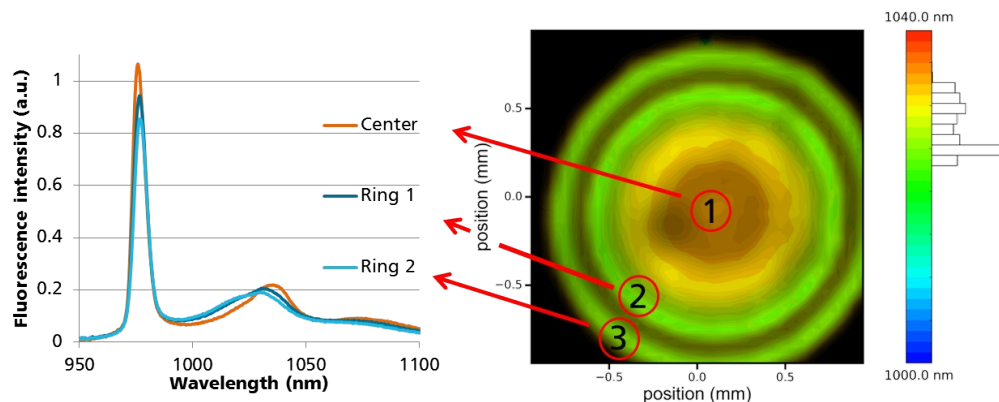 Fluorescence intensity (a.u.)
1
0.8
0.6
0.4
0.2
0
950
1000
1050
1100
Wavelength (nm)
Center
Ring 1
Ring 2
position (mm)
0.5
0.0
−0.5
−0.5
0.0
0.5
position (mm)
1
2
3
1040.0 nm
1000.0 nm